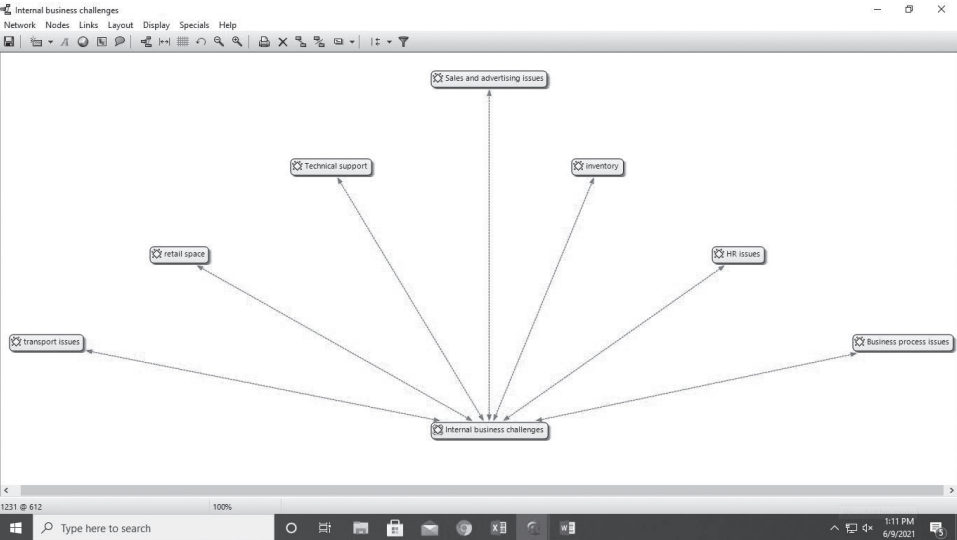 Internal business challenges
Network Nodes Links Layout Display Specials Help
Sales and advertising issues
Technical support
inventory
retail space
HR issues
transport issues
Business process issues
Internal business challenges
1231 @ 612 100%
Type here to search
1:11 PM
6/9/2021
5